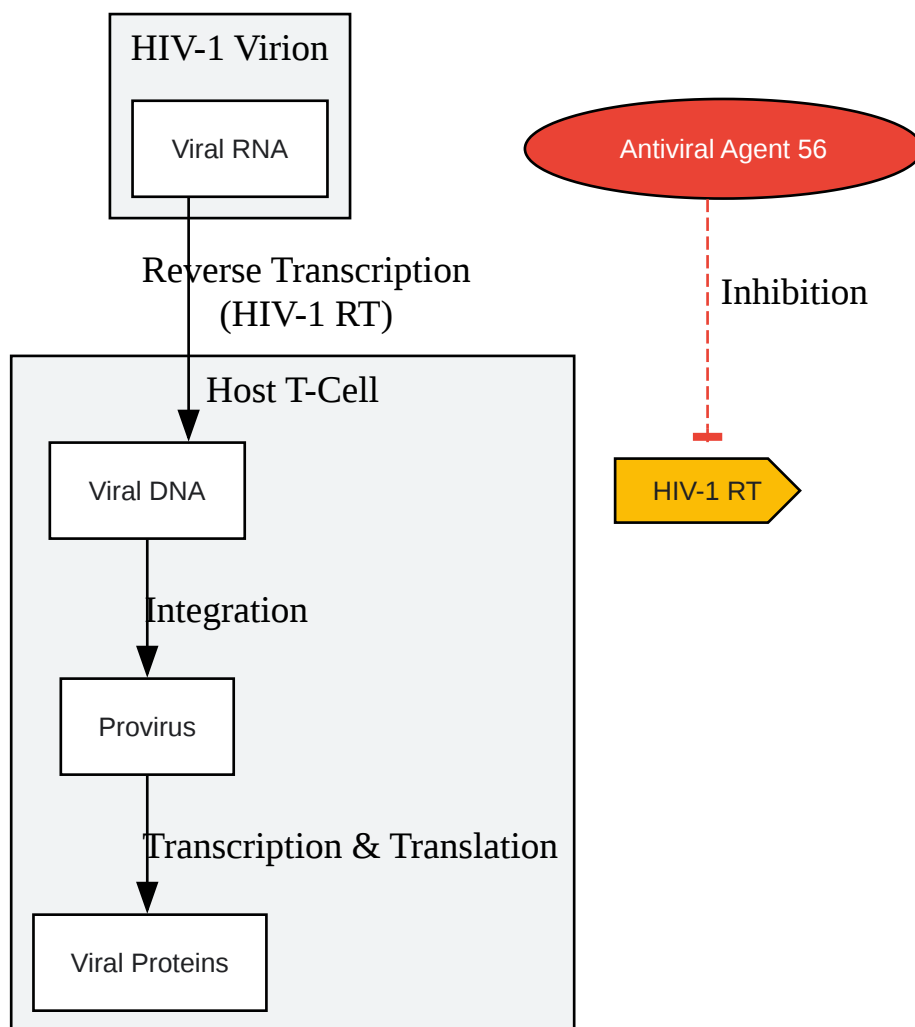 HIV-1 Virion
Viral RNA
Antiviral Agent 56
Reverse Transcription
(HIV-1 RT)
Inhibition
Host T-Cell
Viral DNA
HIV-1 RT
Integration
Provirus
Transcription & Translation
Viral Proteins